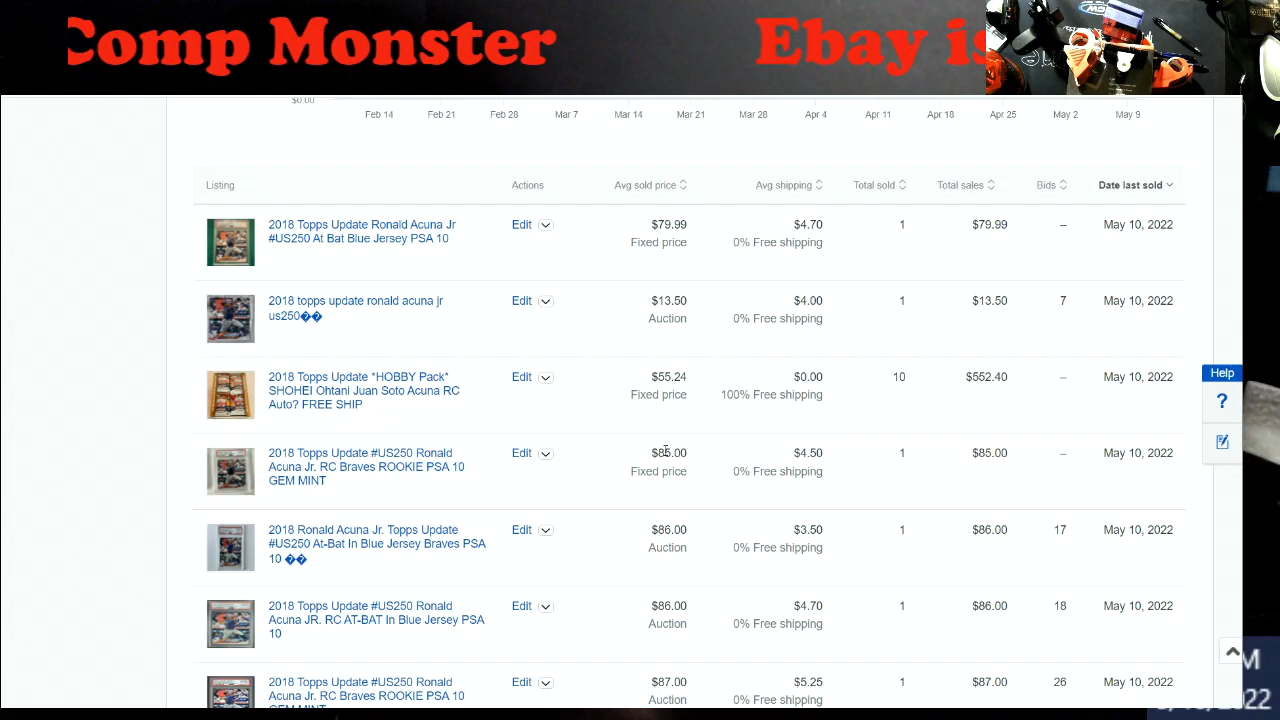 Comp Monster Ebay is
$0.00
Feb 14 Feb 21 Feb 28 Mar 7 Mar 14 Mar 21 Mar 28 Apr 4 Apr 11 Apr 18 Apr 25 May 2 May 9
Listing Actions Avg sold price Avg shipping Total sold Total sales Bids Date last sold
2018 Topps Update Ronald Acuna Jr Edit $79.99 $4.70 1 $79.99 – May 10, 2022
#US250 At Bat Blue Jersey PSA 10 Fixed price 0% Free shipping
2018 topps update ronald acuna jr Edit $13.50 $4.00 1 $13.50 7 May 10, 2022
us250�� Auction 0% Free shipping
2018 Topps Update *HOBBY Pack* Edit $55.24 $0.00 10 $552.40 – May 10, 2022
SHOHEI Ohtani Juan Soto Acuna RC Fixed price 100% Free shipping
Auto? FREE SHIP
2018 Topps Update #US250 Ronald Edit $85.00 $4.50 1 $85.00 – May 10, 2022
Acuna Jr. RC Braves ROOKIE PSA 10 Fixed price 0% Free shipping
GEM MINT
2018 Ronald Acuna Jr. Topps Update Edit $86.00 $3.50 1 $86.00 17 May 10, 2022
#US250 At-Bat In Blue Jersey Braves PSA Auction 0% Free shipping
10 ��
2018 Topps Update #US250 Ronald Edit $86.00 $4.70 1 $86.00 18 May 10, 2022
Acuna JR. RC AT-BAT In Blue Jersey PSA Auction 0% Free shipping
10
2018 Topps Update #US250 Ronald Edit $87.00 $5.25 1 $87.00 26 May 10, 2022
Acuna Jr. RC Braves ROOKIE PSA 10 Auction 0% Free shipping
GEM MINT
Help
?
M
2022